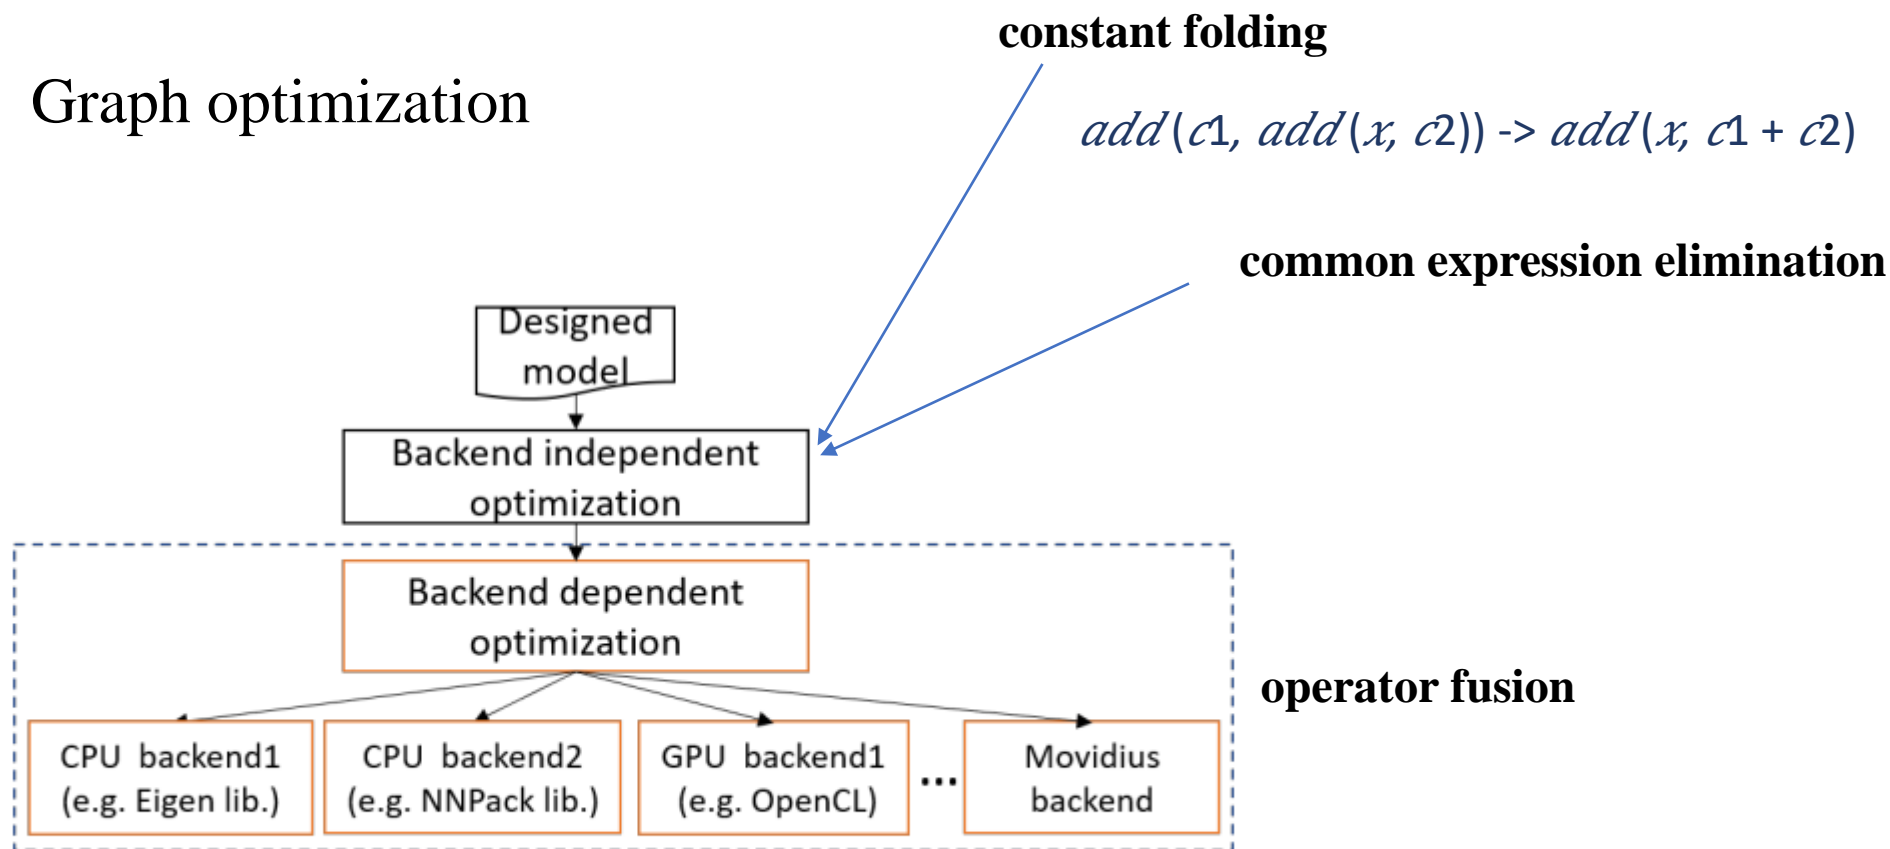 constant folding
Graph optimization
add(c1, add(x, c2)) -> add(x, c1 + c2)
common expression elimination
Designed
model
Backend independent
optimization
Backend dependent
optimization
operator fusion
CPU backend1
(e.g. Eigen lib.)
CPU backend2
(e.g. NNPack lib.)
GPU backend1
(e.g. OpenCL)
...
Movidius
backend